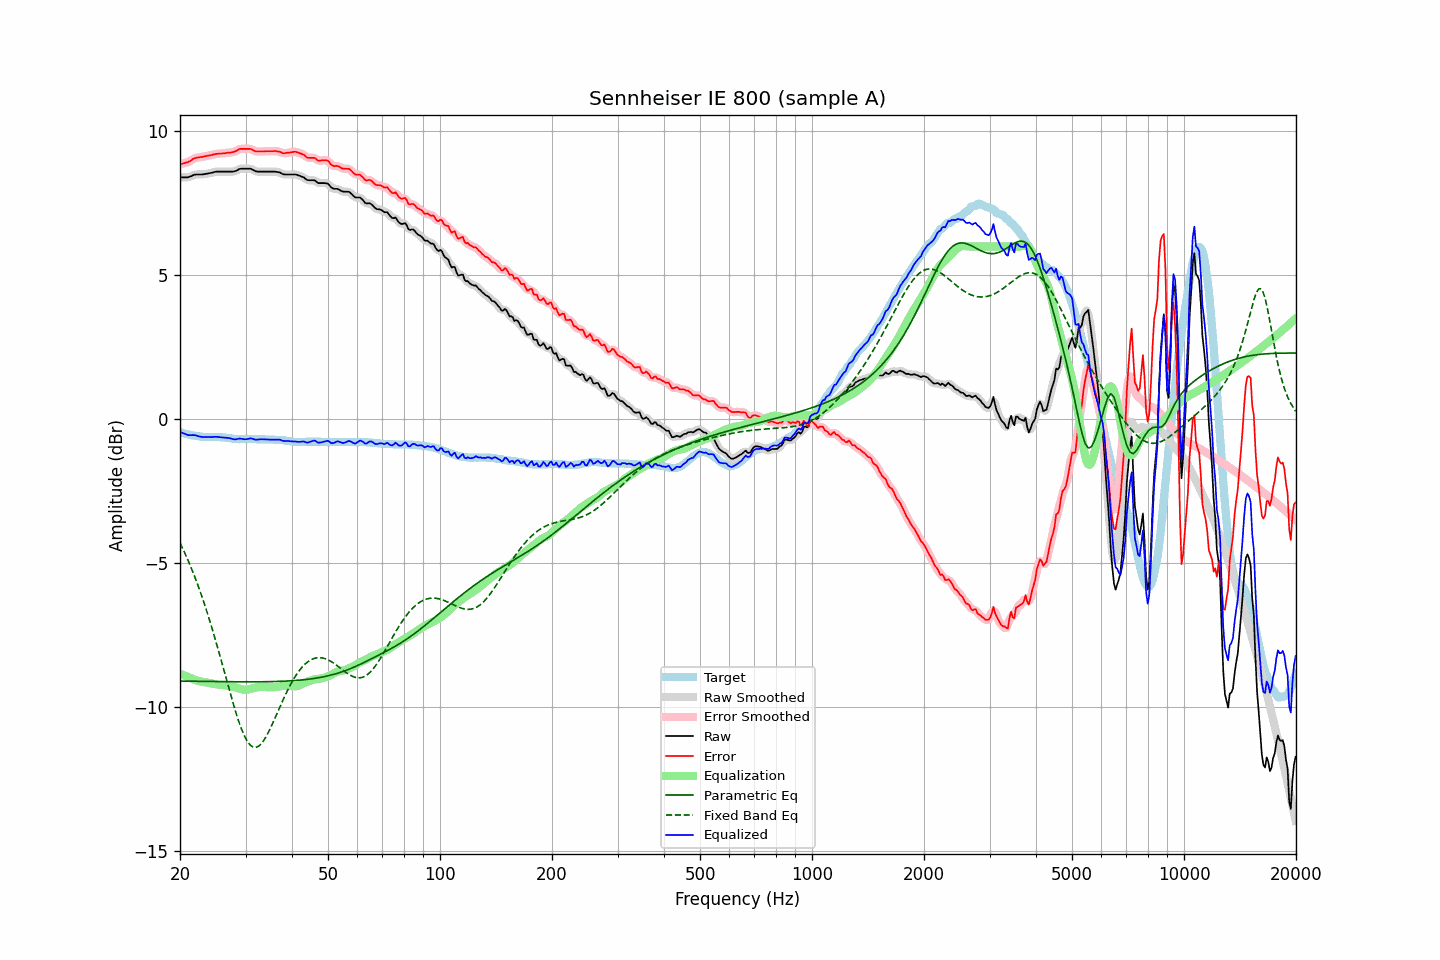 Sennheiser IE 800 (sample A)
10
5
0
−5
−10
−15
Amplitude (dBr)
Target
Raw Smoothed
Error Smoothed
Raw
Error
Equalization
Parametric Eq
Fixed Band Eq
Equalized
20 50 100 200 500 1000 2000 5000 10000 20000
Frequency (Hz)